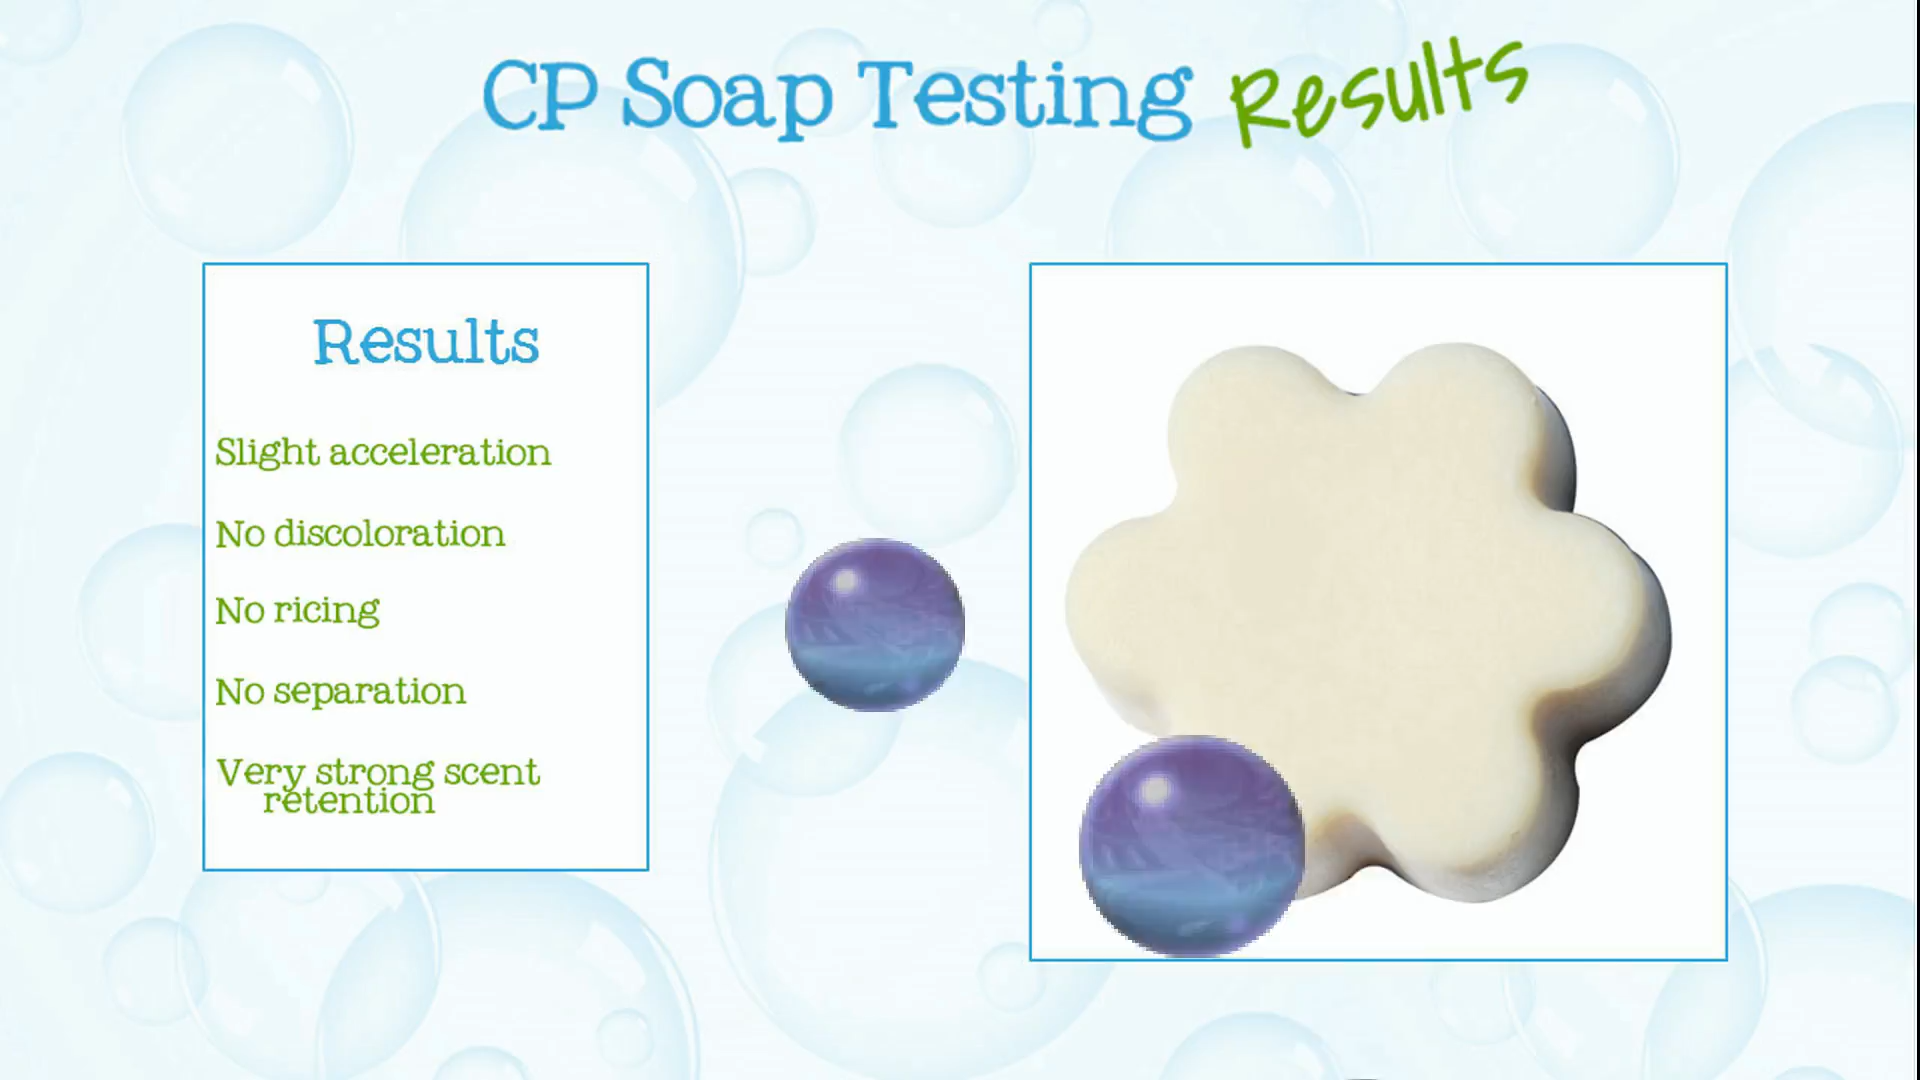 CP Soap Testing Results
Results
Slight acceleration
No discoloration
No ricing
No separation
Very strong scent
retention